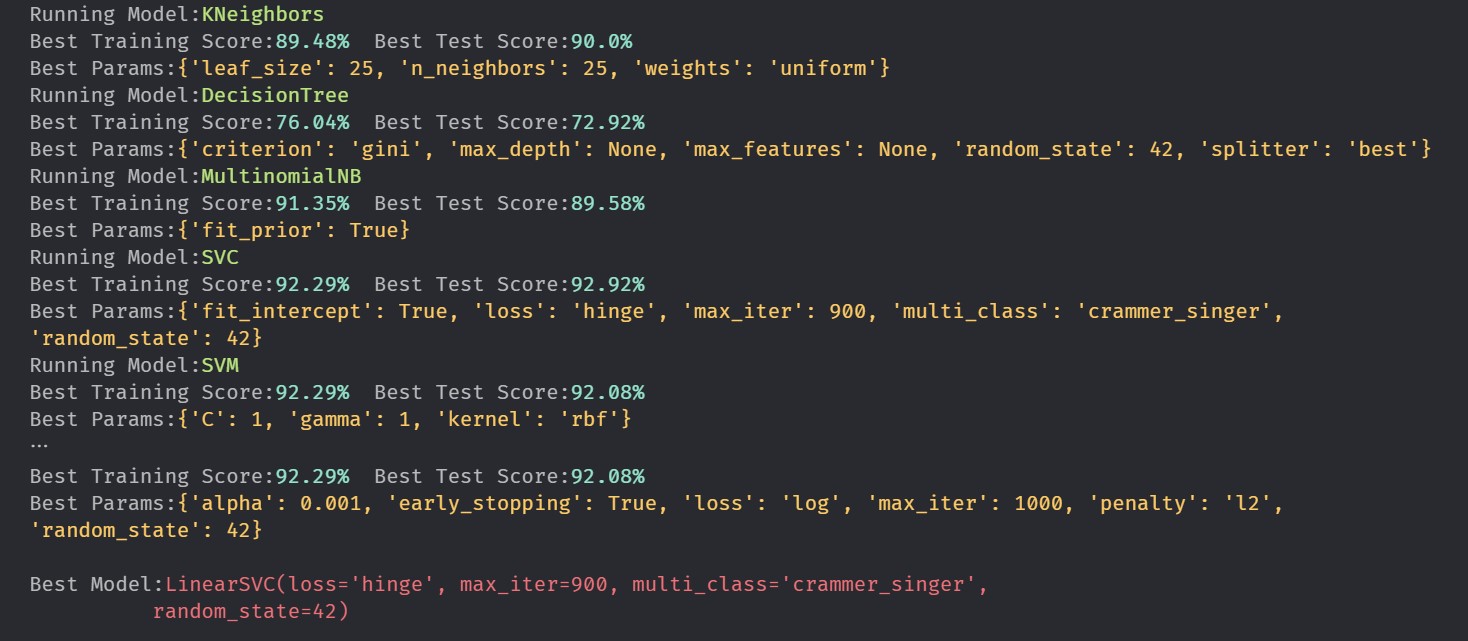 Running Model:KNeighbors
Best Training Score:89.48%  Best Test Score:90.0%
Best Params:{'leaf_size': 25, 'n_neighbors': 25, 'weights': 'uniform'}
Running Model:DecisionTree
Best Training Score:76.04%  Best Test Score:72.92%
Best Params:{'criterion': 'gini', 'max_depth': None, 'max_features': None, 'random_state': 42, 'splitter': 'best'}
Running Model:MultinomialNB
Best Training Score:91.35%  Best Test Score:89.58%
Best Params:{'fit_prior': True}
Running Model:SVC
Best Training Score:92.29%  Best Test Score:92.92%
Best Params:{'fit_intercept': True, 'loss': 'hinge', 'max_iter': 900, 'multi_class': 'crammer_singer',
'random_state': 42}
Running Model:SVM
Best Training Score:92.29%  Best Test Score:92.08%
Best Params:{'C': 1, 'gamma': 1, 'kernel': 'rbf'}
...
Best Training Score:92.29%  Best Test Score:92.08%
Best Params:{'alpha': 0.001, 'early_stopping': True, 'loss': 'log', 'max_iter': 1000, 'penalty': 'l2',
'random_state': 42}
Best Model:LinearSVC(loss='hinge', max_iter=900, multi_class='crammer_singer',
random_state=42)